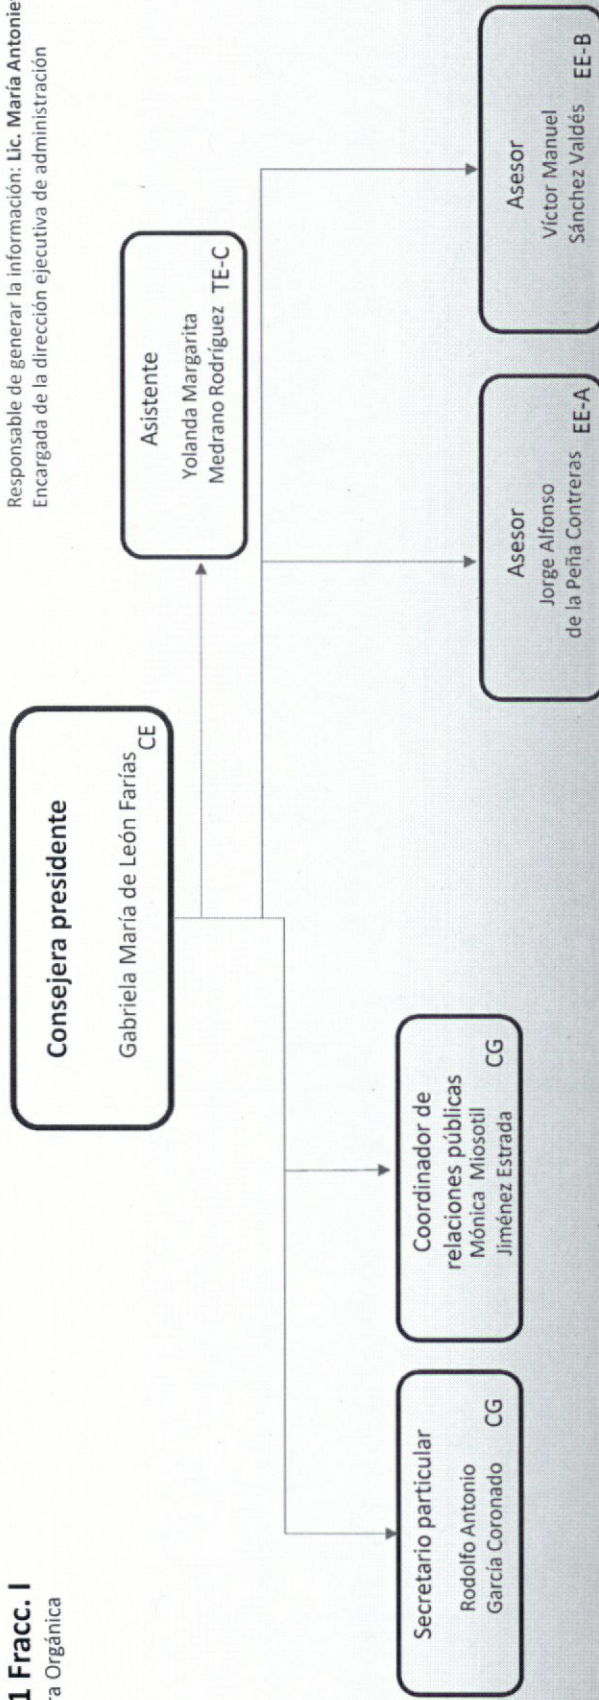 1 Fracc. I
ra Orgánica
Responsable de generar la información: Lic. María Antonie
Encargada de la dirección ejecutiva de administración
Consejera presidente
Gabriela María de León Farías
CE
Asistente
Yolanda Margarita
Medrano Rodríguez TE-C
Secretario particular
Rodolfo Antonio
García Coronado CG
Coordinador de
relaciones públicas
Mónica Miosotil
Jiménez Estrada CG
Asesor
Jorge Alfonso
de la Peña Contreras EE-A
Asesor
Víctor Manuel
Sánchez Valdés EE-B